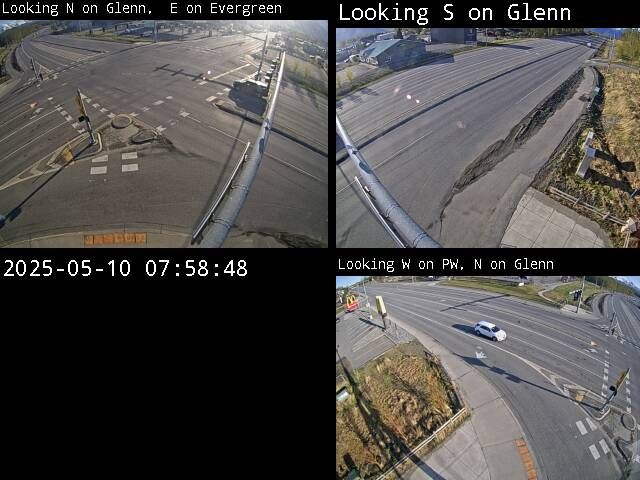 Looking N on Glenn,  E on Evergreen
Looking S on Glenn
2025-05-10 07:58:48
Looking W on PW, N on Glenn